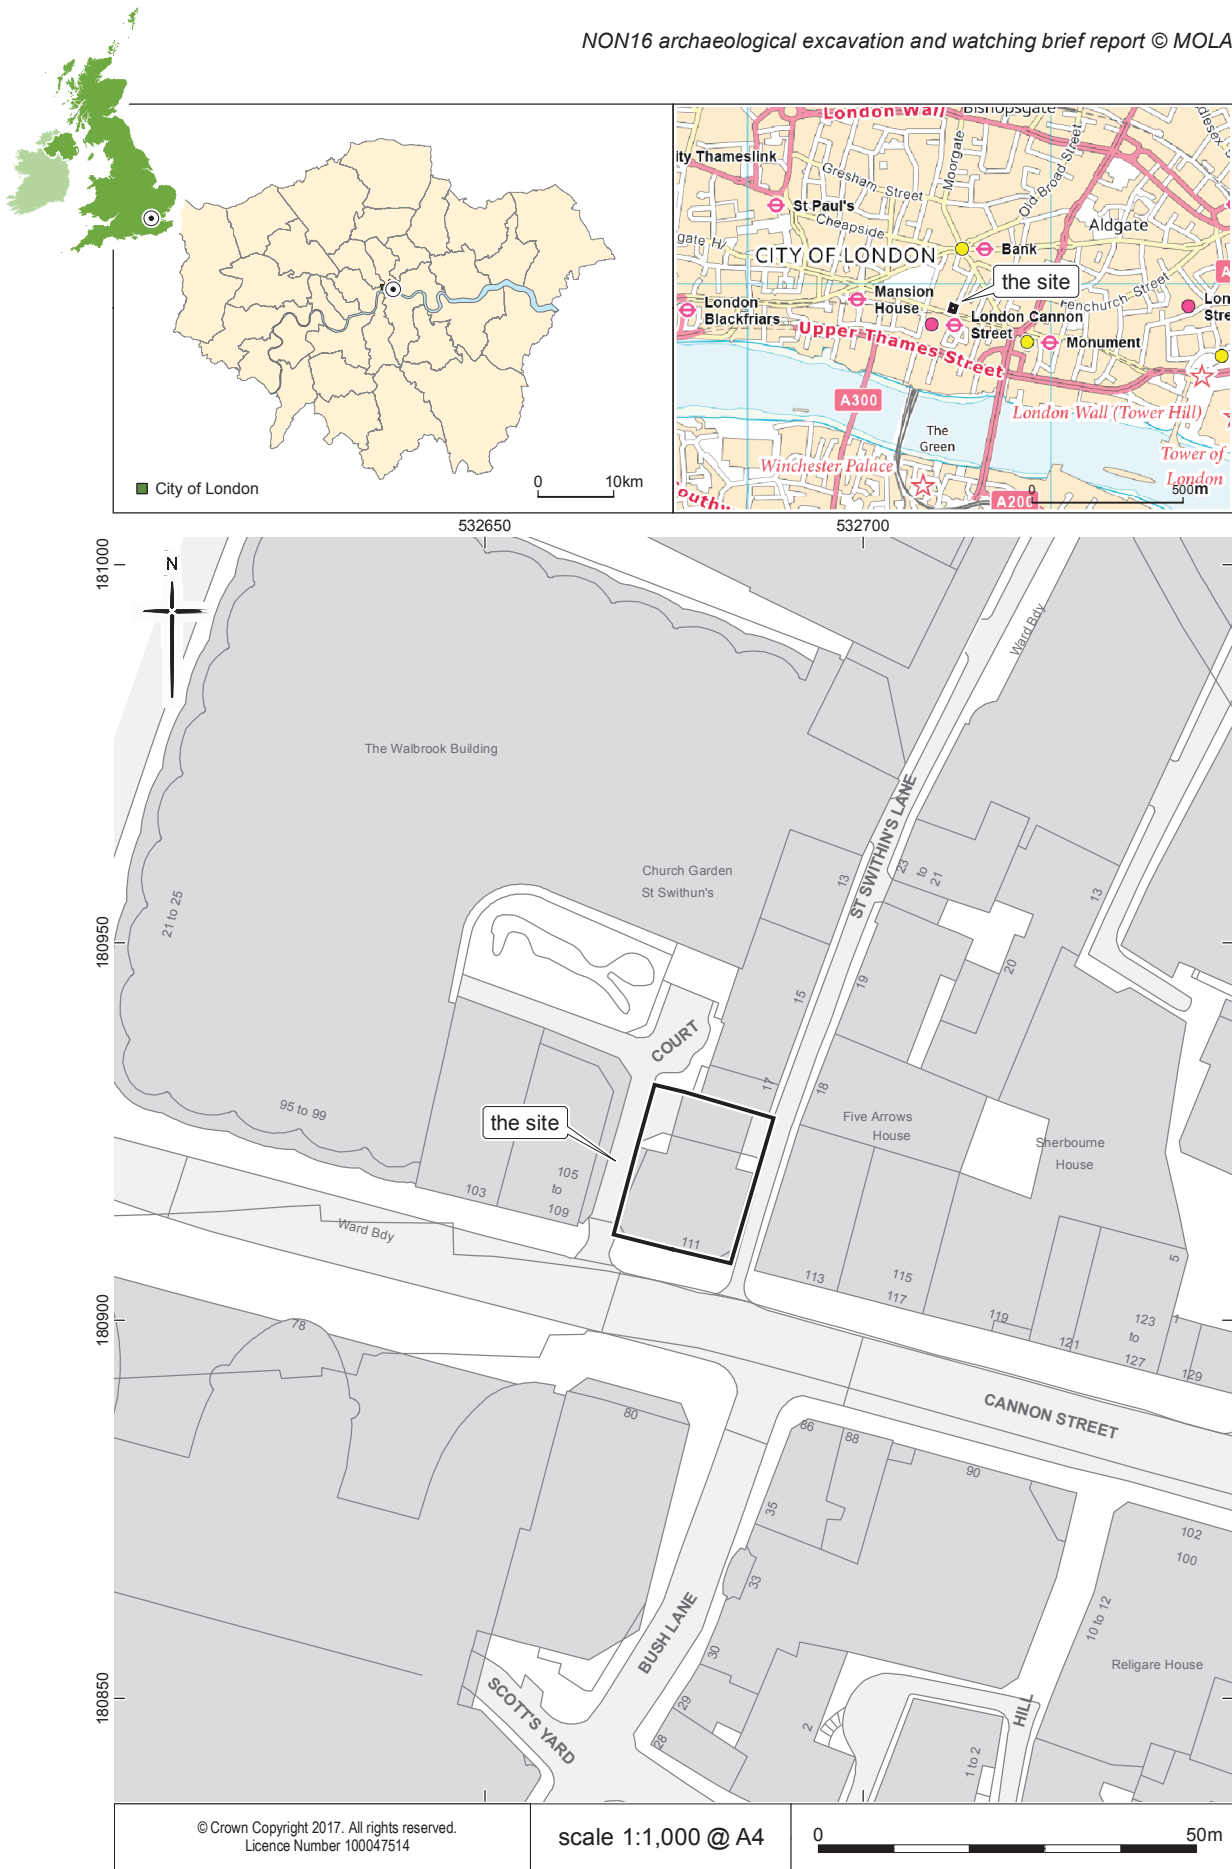 NON16 archaeological excavation and watching brief report © MOLA
City of London
0 10km
London Wall
Bishopsgate
ity Thameslink
Moorgate
Old Broad Street
dlesex S
Gresham Street
St Paul's
Cheapside
Aldgate
gate H
CITY OF LONDON
Bank
the site
Mansion
House
Fenchurch Street
London
Blackfriars
London Cannon
Street
Lon
Stre
Upper Thames Street
Monument
A300
London Wall (Tower Hill)
The
Green
Winchester Palace
Tower of
London
outhw
A200
0 500m
532650
532700
181000
N
Ward Bdy
The Walbrook Building
ST SWITHIN'S LANE
Church Garden
St Swithun's
13
23
to
21
13
21 to 25
180950
15
19
20
COURT
17
18
95 to 99
the site
Five Arrows
House
Sherbourne
House
105
to
109
103
Ward Bdy
111
113
115
117
119
121
123
to
127
129
5
1
180900
78
CANNON STREET
80
86
88
90
35
102
100
33
BUSH LANE
10 to 12
30
Religare House
SCOTT'S YARD
29
28
2
HILL
1 to 2
180850
© Crown Copyright 2017. All rights reserved.
Licence Number 100047514
scale 1:1,000 @ A4
0 50m